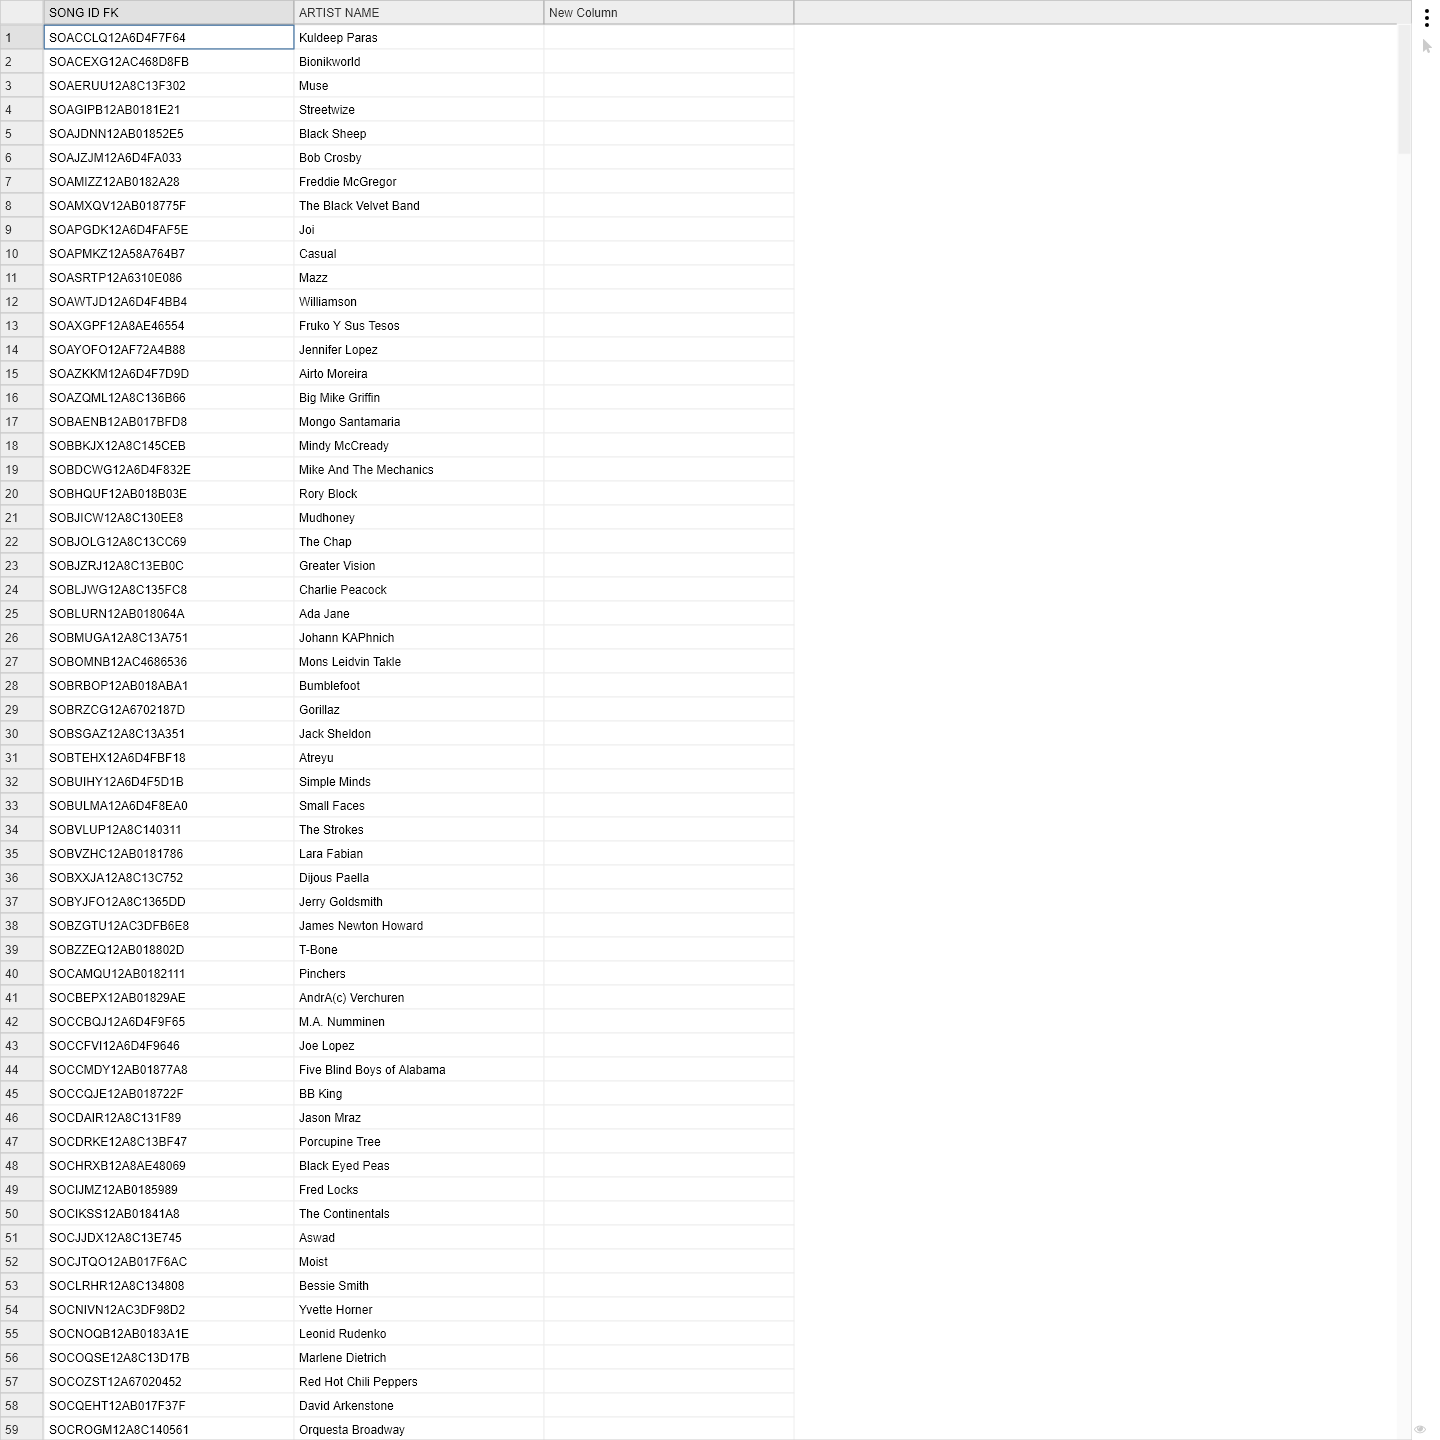 SONG ID FK ARTIST NAME New Column
1 SOACCLQ12A6D4F7F64 Kuldeep Paras
2 SOACEXG12AC468D8FB Bionikworld
3 SOAERUU12A8C13F302 Muse
4 SOAGIPB12AB0181E21 Streetwize
5 SOAJDNN12AB01852E5 Black Sheep
6 SOAJZJM12A6D4FA033 Bob Crosby
7 SOAMIZZ12AB0182A28 Freddie McGregor
8 SOAMXQV12AB018775F The Black Velvet Band
9 SOAPGDK12A6D4FAF5E Joi
10 SOAPMKZ12A58A764B7 Casual
11 SOASRTP12A6310E086 Mazz
12 SOAWTJD12A6D4F4BB4 Williamson
13 SOAXGPF12A8AE46554 Fruko Y Sus Tesos
14 SOAYOFO12AF72A4B88 Jennifer Lopez
15 SOAZKKM12A6D4F7D9D Airto Moreira
16 SOAZQML12A8C136B66 Big Mike Griffin
17 SOBAENB12AB017BFD8 Mongo Santamaria
18 SOBBKJX12A8C145CEB Mindy McCready
19 SOBDCWG12A6D4F832E Mike And The Mechanics
20 SOBHQUF12AB018B03E Rory Block
21 SOBJICW12A8C130EE8 Mudhoney
22 SOBJOLG12A8C13CC69 The Chap
23 SOBJZRJ12A8C13EB0C Greater Vision
24 SOBLJWG12A8C135FC8 Charlie Peacock
25 SOBLURN12AB018064A Ada Jane
26 SOBMUGA12A8C13A751 Johann KAPhnich
27 SOBOMNB12AC4686536 Mons Leidvin Takle
28 SOBRBOP12AB018ABA1 Bumblefoot
29 SOBRZCG12A6702187D Gorillaz
30 SOBSGAZ12A8C13A351 Jack Sheldon
31 SOBTEHX12A6D4FBF18 Atreyu
32 SOBUIHY12A6D4F5D1B Simple Minds
33 SOBULMA12A6D4F8EA0 Small Faces
34 SOBVLUP12A8C140311 The Strokes
35 SOBVZHC12AB0181786 Lara Fabian
36 SOBXXJA12A8C13C752 Dijous Paella
37 SOBYJFO12A8C1365DD Jerry Goldsmith
38 SOBZGTU12AC3DFB6E8 James Newton Howard
39 SOBZZEQ12AB018802D T-Bone
40 SOCAMQU12AB0182111 Pinchers
41 SOCBEPX12AB01829AE AndrA(c) Verchuren
42 SOCCBQJ12A6D4F9F65 M.A. Numminen
43 SOCCFVI12A6D4F9646 Joe Lopez
44 SOCCMDY12AB01877A8 Five Blind Boys of Alabama
45 SOCCQJE12AB018722F BB King
46 SOCDAIR12A8C131F89 Jason Mraz
47 SOCDRKE12A8C13BF47 Porcupine Tree
48 SOCHRXB12A8AE48069 Black Eyed Peas
49 SOCIJMZ12AB0185989 Fred Locks
50 SOCIKSS12AB01841A8 The Continentals
51 SOCJJDX12A8C13E745 Aswad
52 SOCJTQO12AB017F6AC Moist
53 SOCLRHR12A8C134808 Bessie Smith
54 SOCNIVN12AC3DF98D2 Yvette Horner
55 SOCNOQB12AB0183A1E Leonid Rudenko
56 SOCOQSE12A8C13D17B Marlene Dietrich
57 SOCOZST12A67020452 Red Hot Chili Peppers
58 SOCQEHT12AB017F37F David Arkenstone
59 SOCROGM12A8C140561 Orquesta Broadway